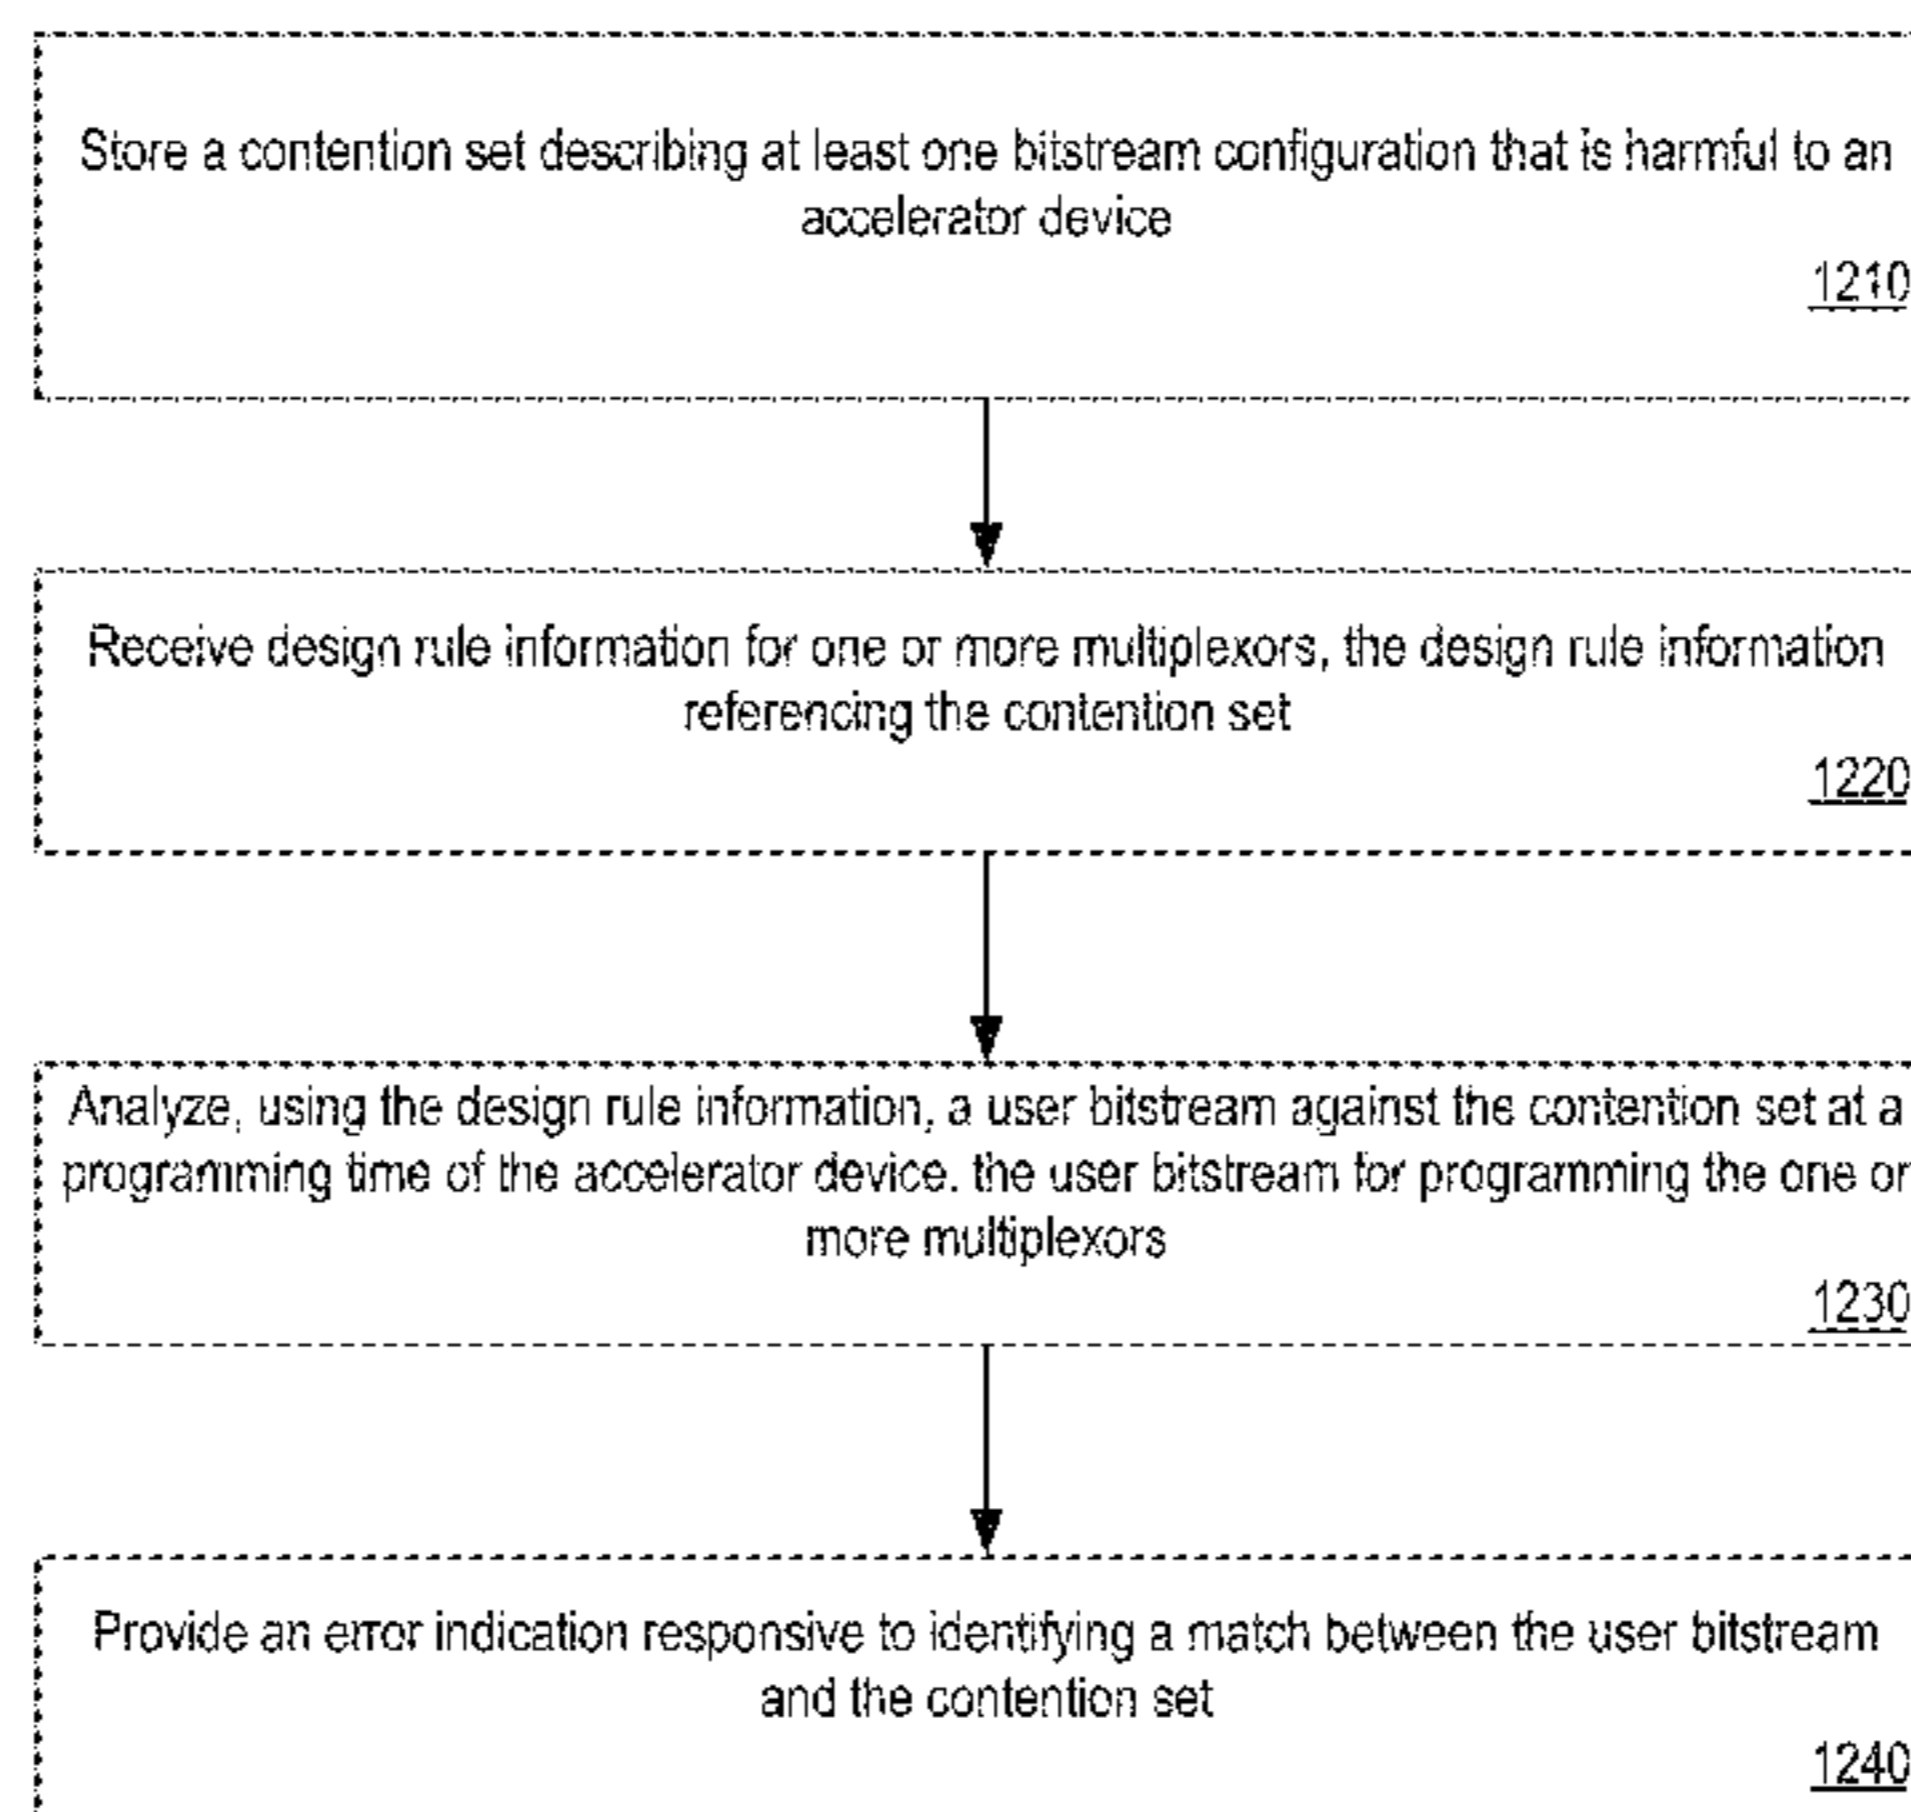 Store a contention set describing at least one bitstream configuration that is harmful to an
accelerator device
1210
Receive design rule information for one or more multiplexors, the design rule information
referencing the contention set
1220
Analyze, using the design rule information, a user bitstream against the contention set at a
programming time of the accelerator device. the user bitstream for programming the one or
more multiplexors
1230
Provide an error indication responsive to identifying a match between the user bitstream
and the contention set
1240